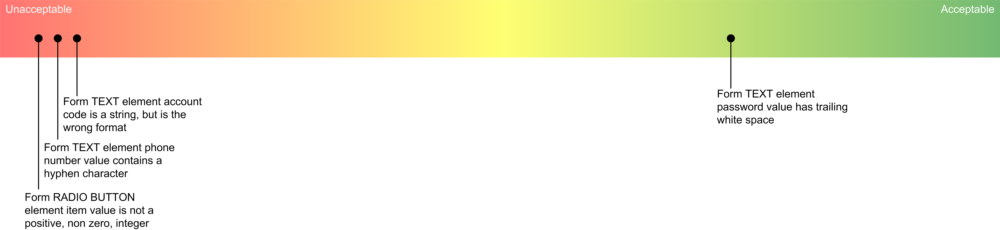 Unacceptable
Acceptable
Form TEXT element account
code is a string, but is the
wrong format
Form TEXT element phone
number value contains a
hyphen character
Form RADIO BUTTON
element item value is not a
positive, non zero, integer
Form TEXT element
password value has trailing
white space